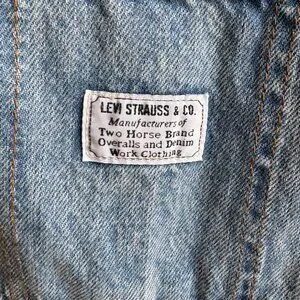 LEVI STRAUSS & CO.
Manufacturers of
Two Horse Brand
Overalls and Denim
Work Clothing